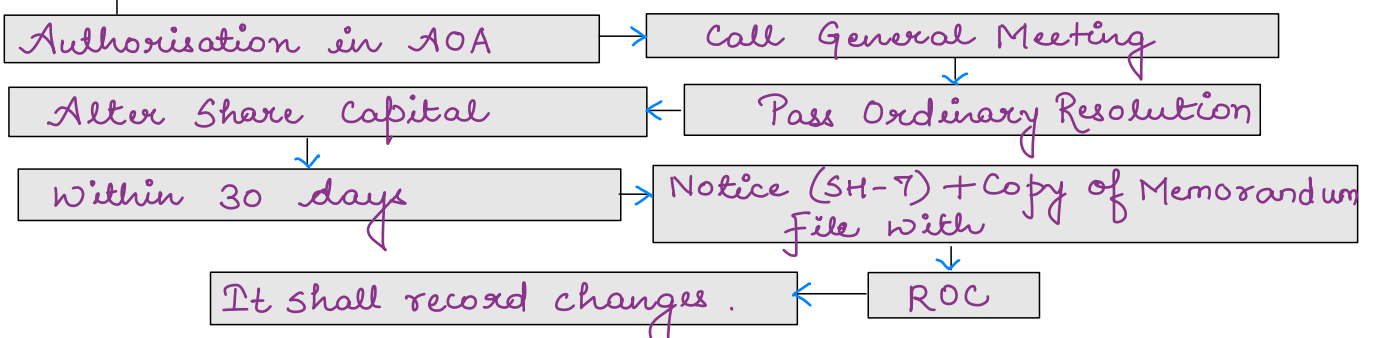 Authorisation in AOA
Call General Meeting
Pass Ordinary Resolution
Alter Share Capital
Within 30 days
Notice (SH-7) + Copy of Memorandum
File with
ROC
It shall record changes.